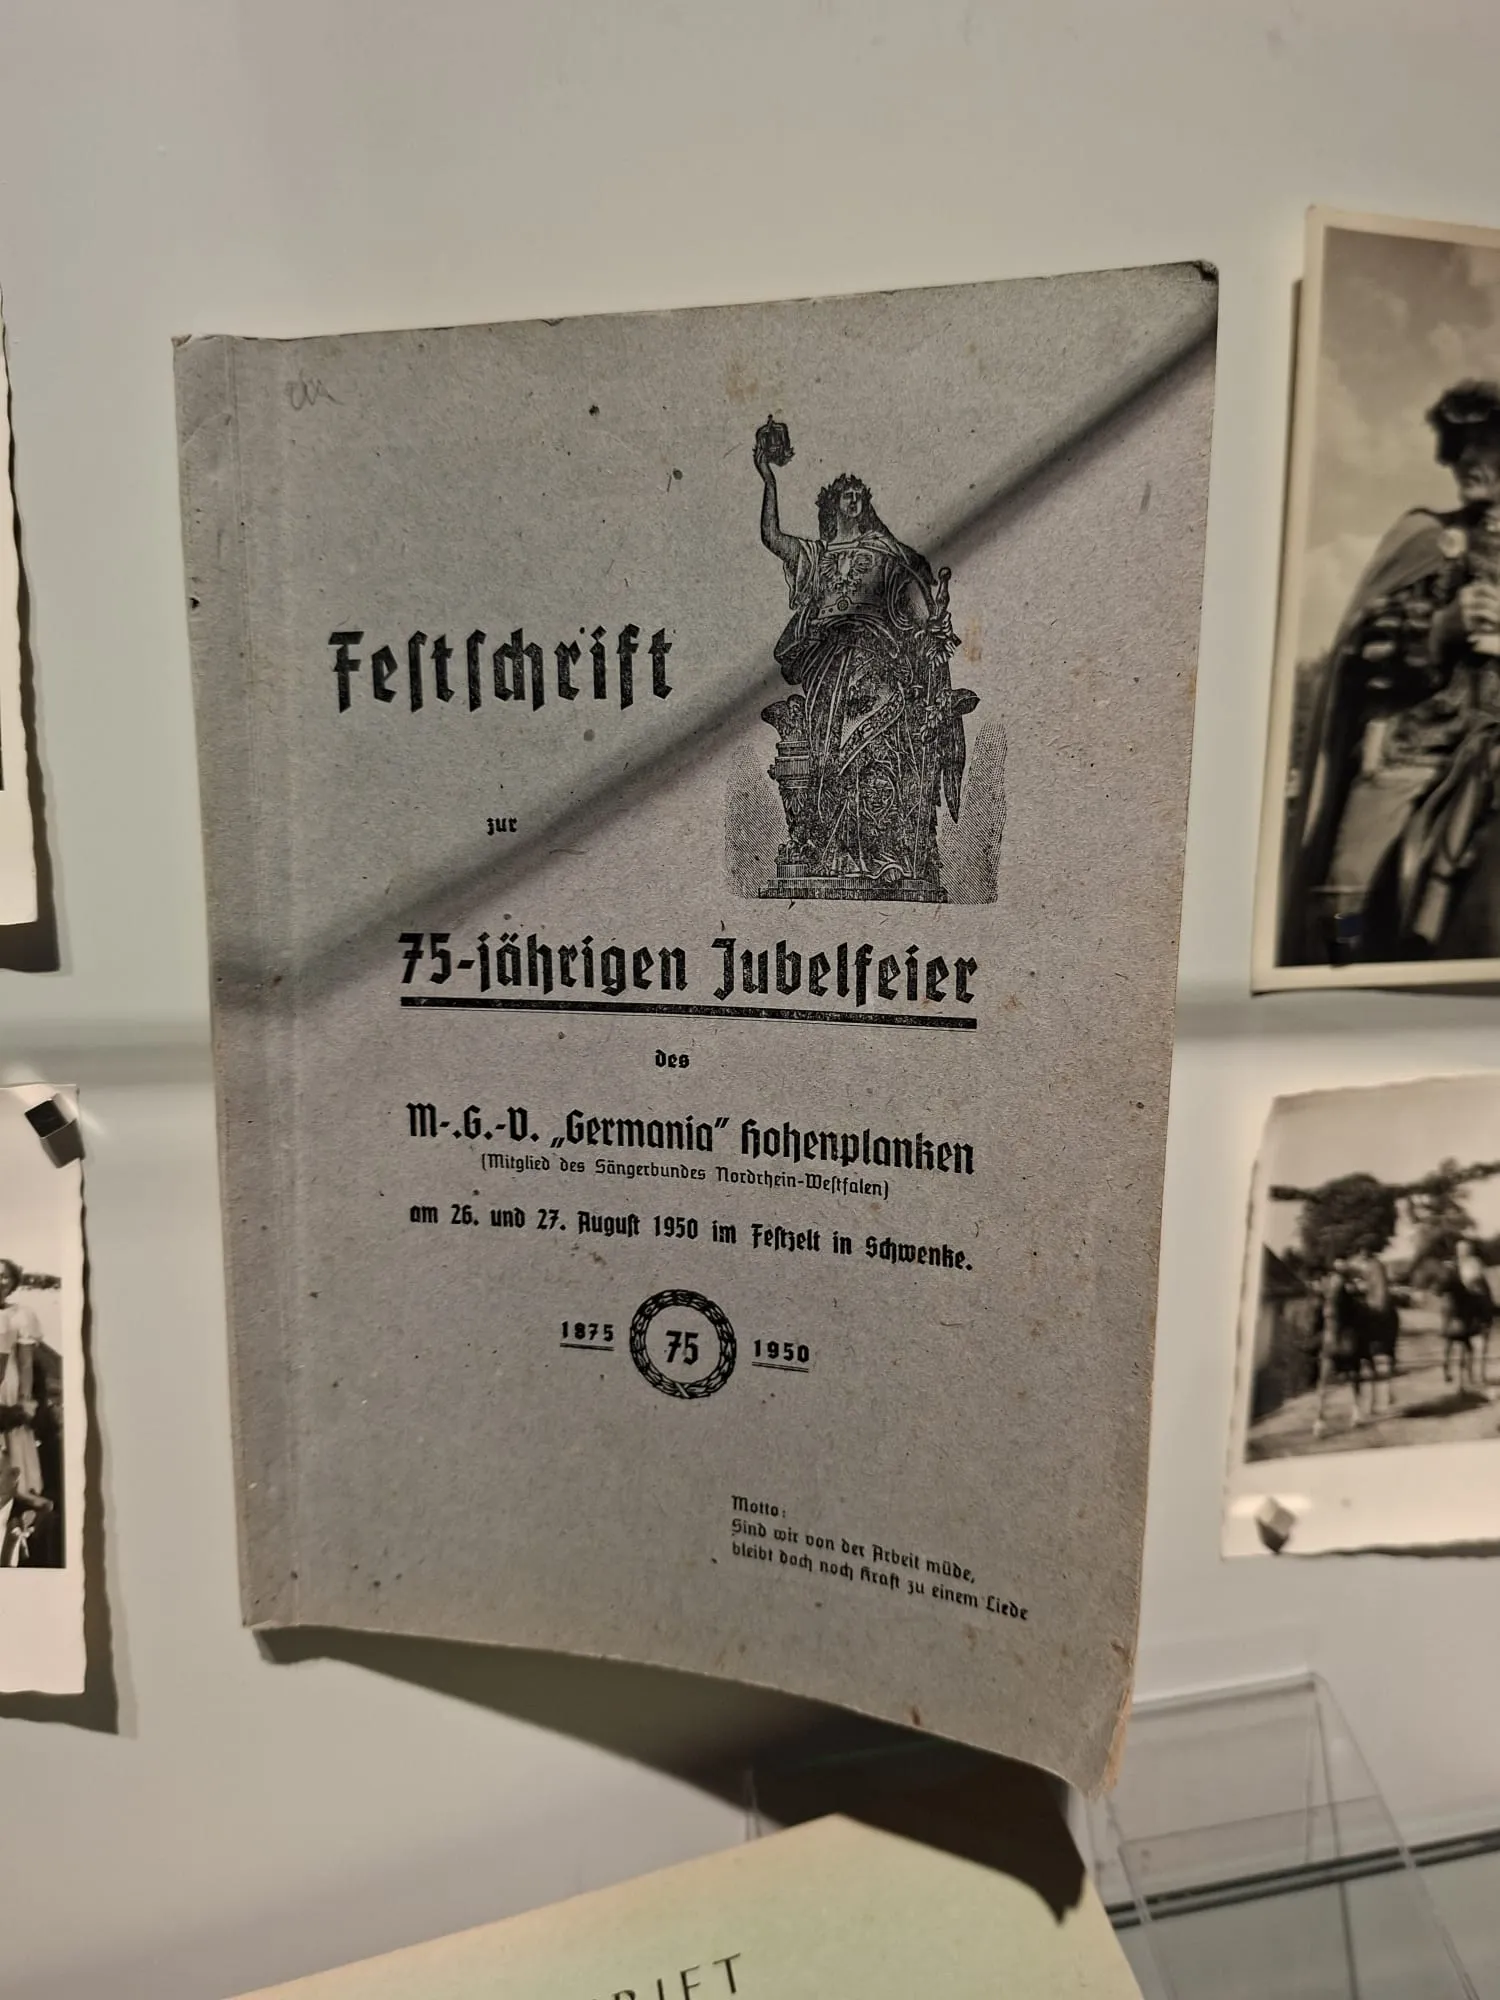 Festschrift
zur
75-jährigen Jubelfeier
des
M-.G.-V. „Germania" Hohenplanken
(Mitglied des Sängerbundes Nordrhein-Westfalen)
am 26. und 27. August 1950 im Festzelt in Schwenke.
1875 75 1950
Motto:
Sind wir von der Arbeit müde,
bleibt doch noch Kraft zu einem Liede